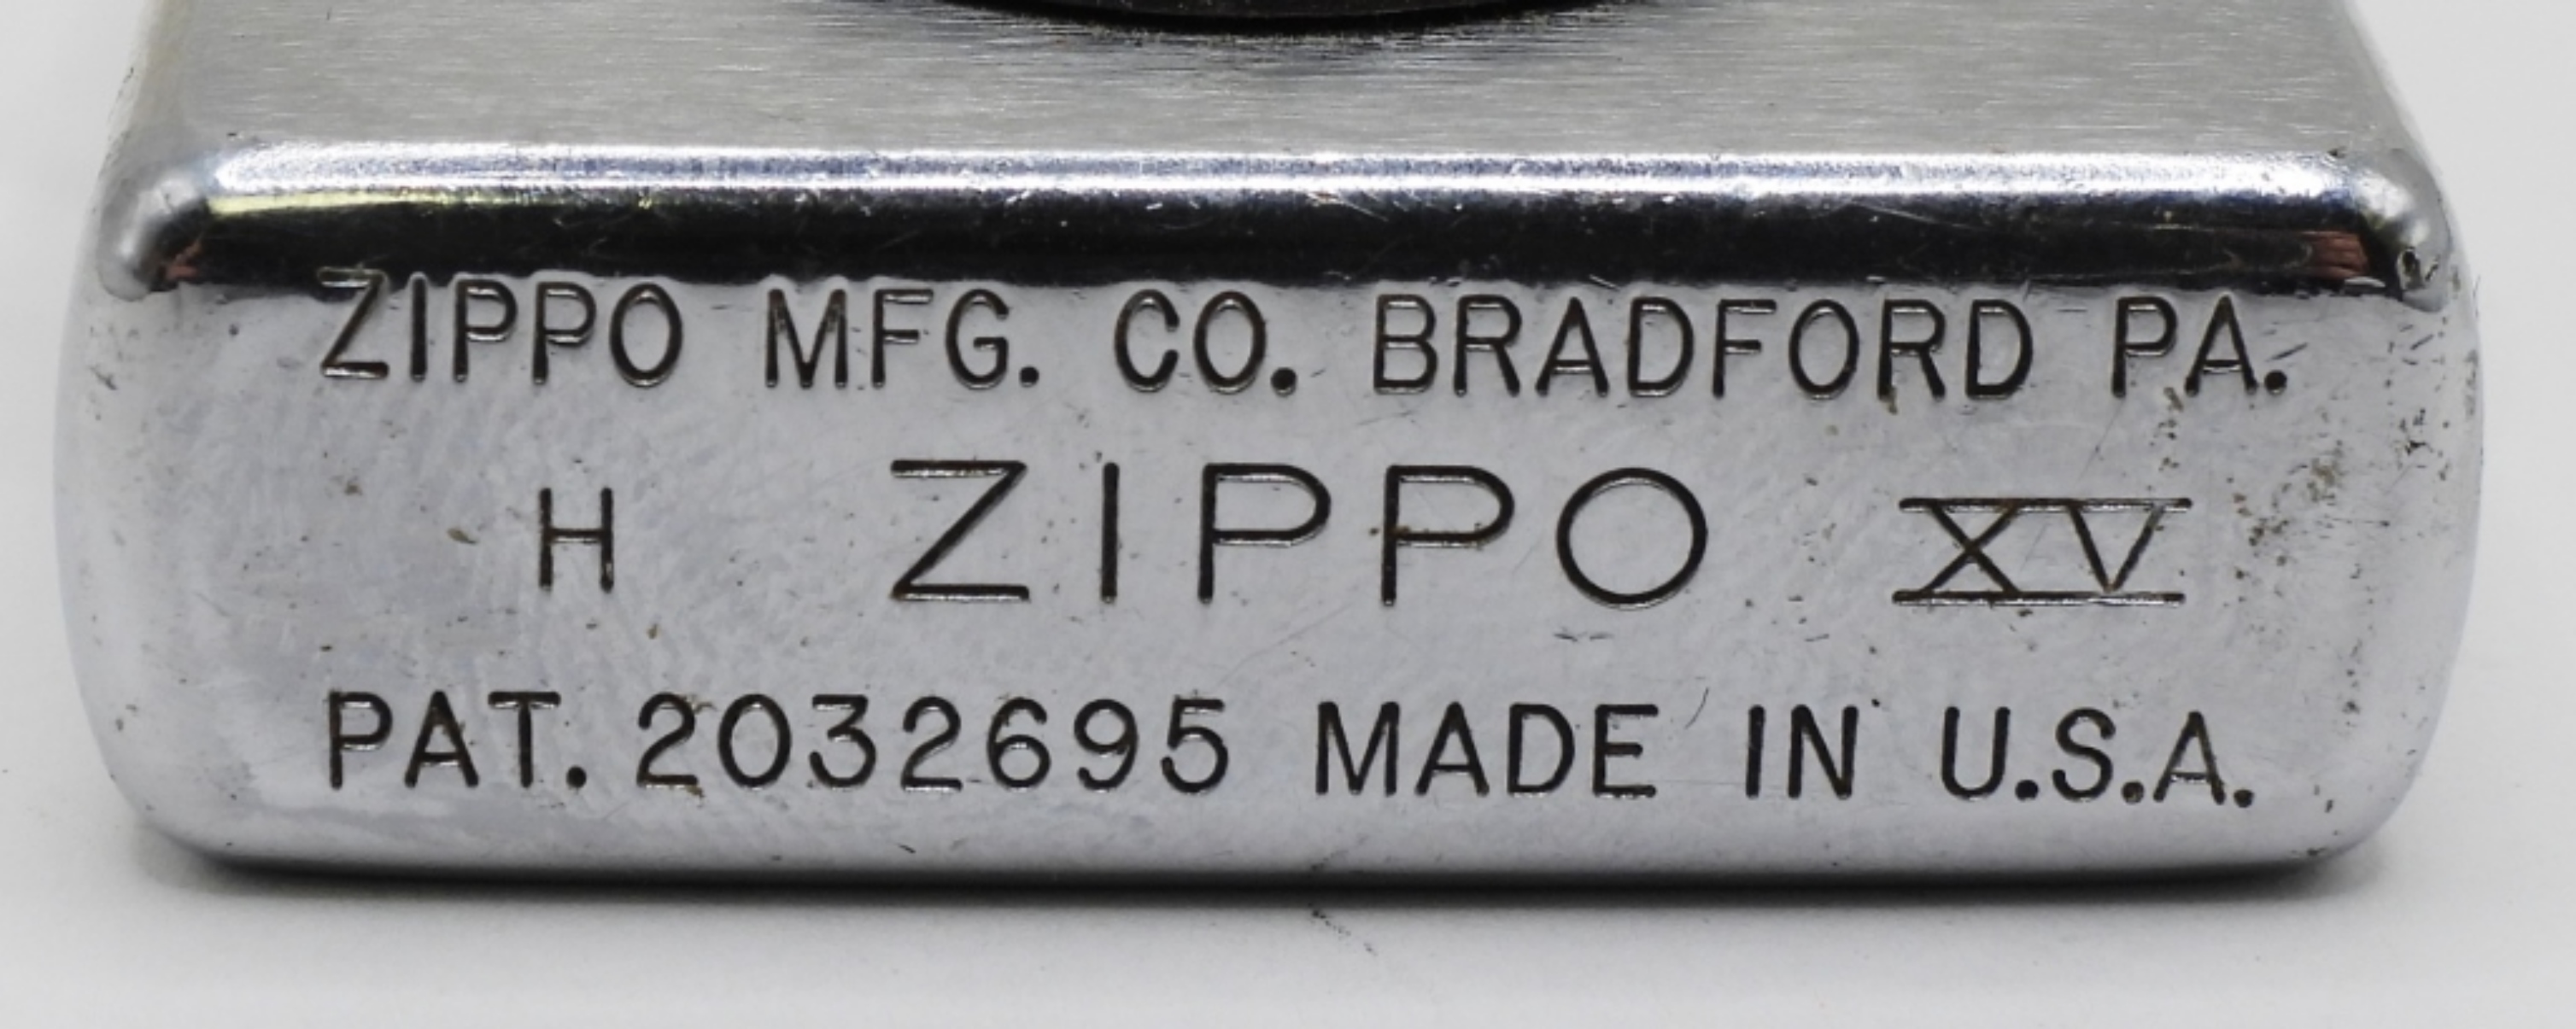 ZIPPO MFG. CO. BRADFORD PA.
H ZIPPO XV
PAT. 2032695 MADE IN U.S.A.